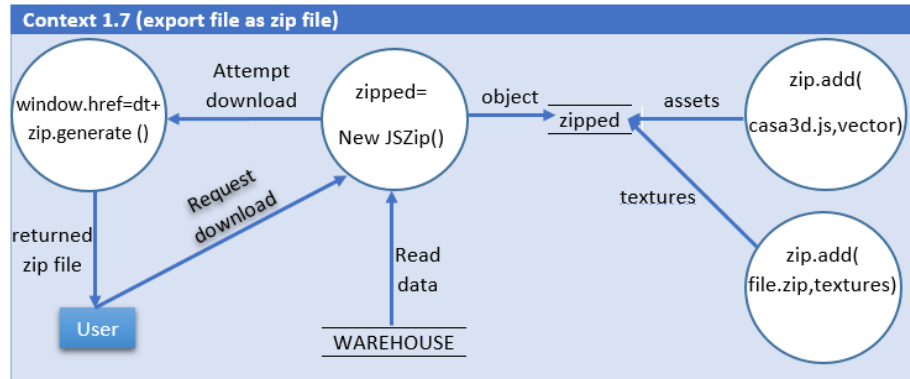 Context 1.7 (export file as zip file)
Attempt
download
window.href=dt+
zip.generate ()
zipped=
New JSZip()
object
zipped
assets
zip.add(
casa3d.js,vector)
Request
download
textures
returned
zip file
Read
data
zip.add(
file.zip,textures)
User
WAREHOUSE